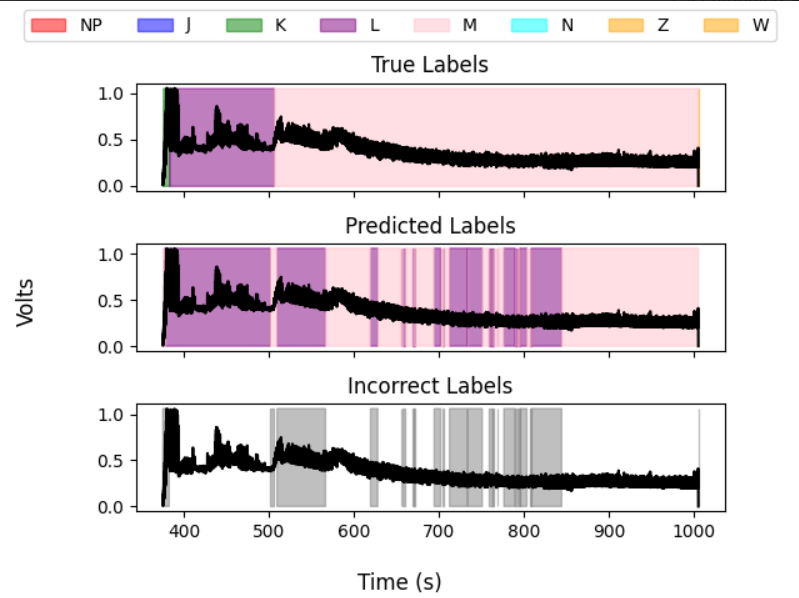 NP J K L M N Z W
True Labels
1.0
0.5
0.0
Predicted Labels
1.0
0.5
0.0
Volts
Incorrect Labels
1.0
0.5
0.0
400 500 600 700 800 900 1000
Time (s)